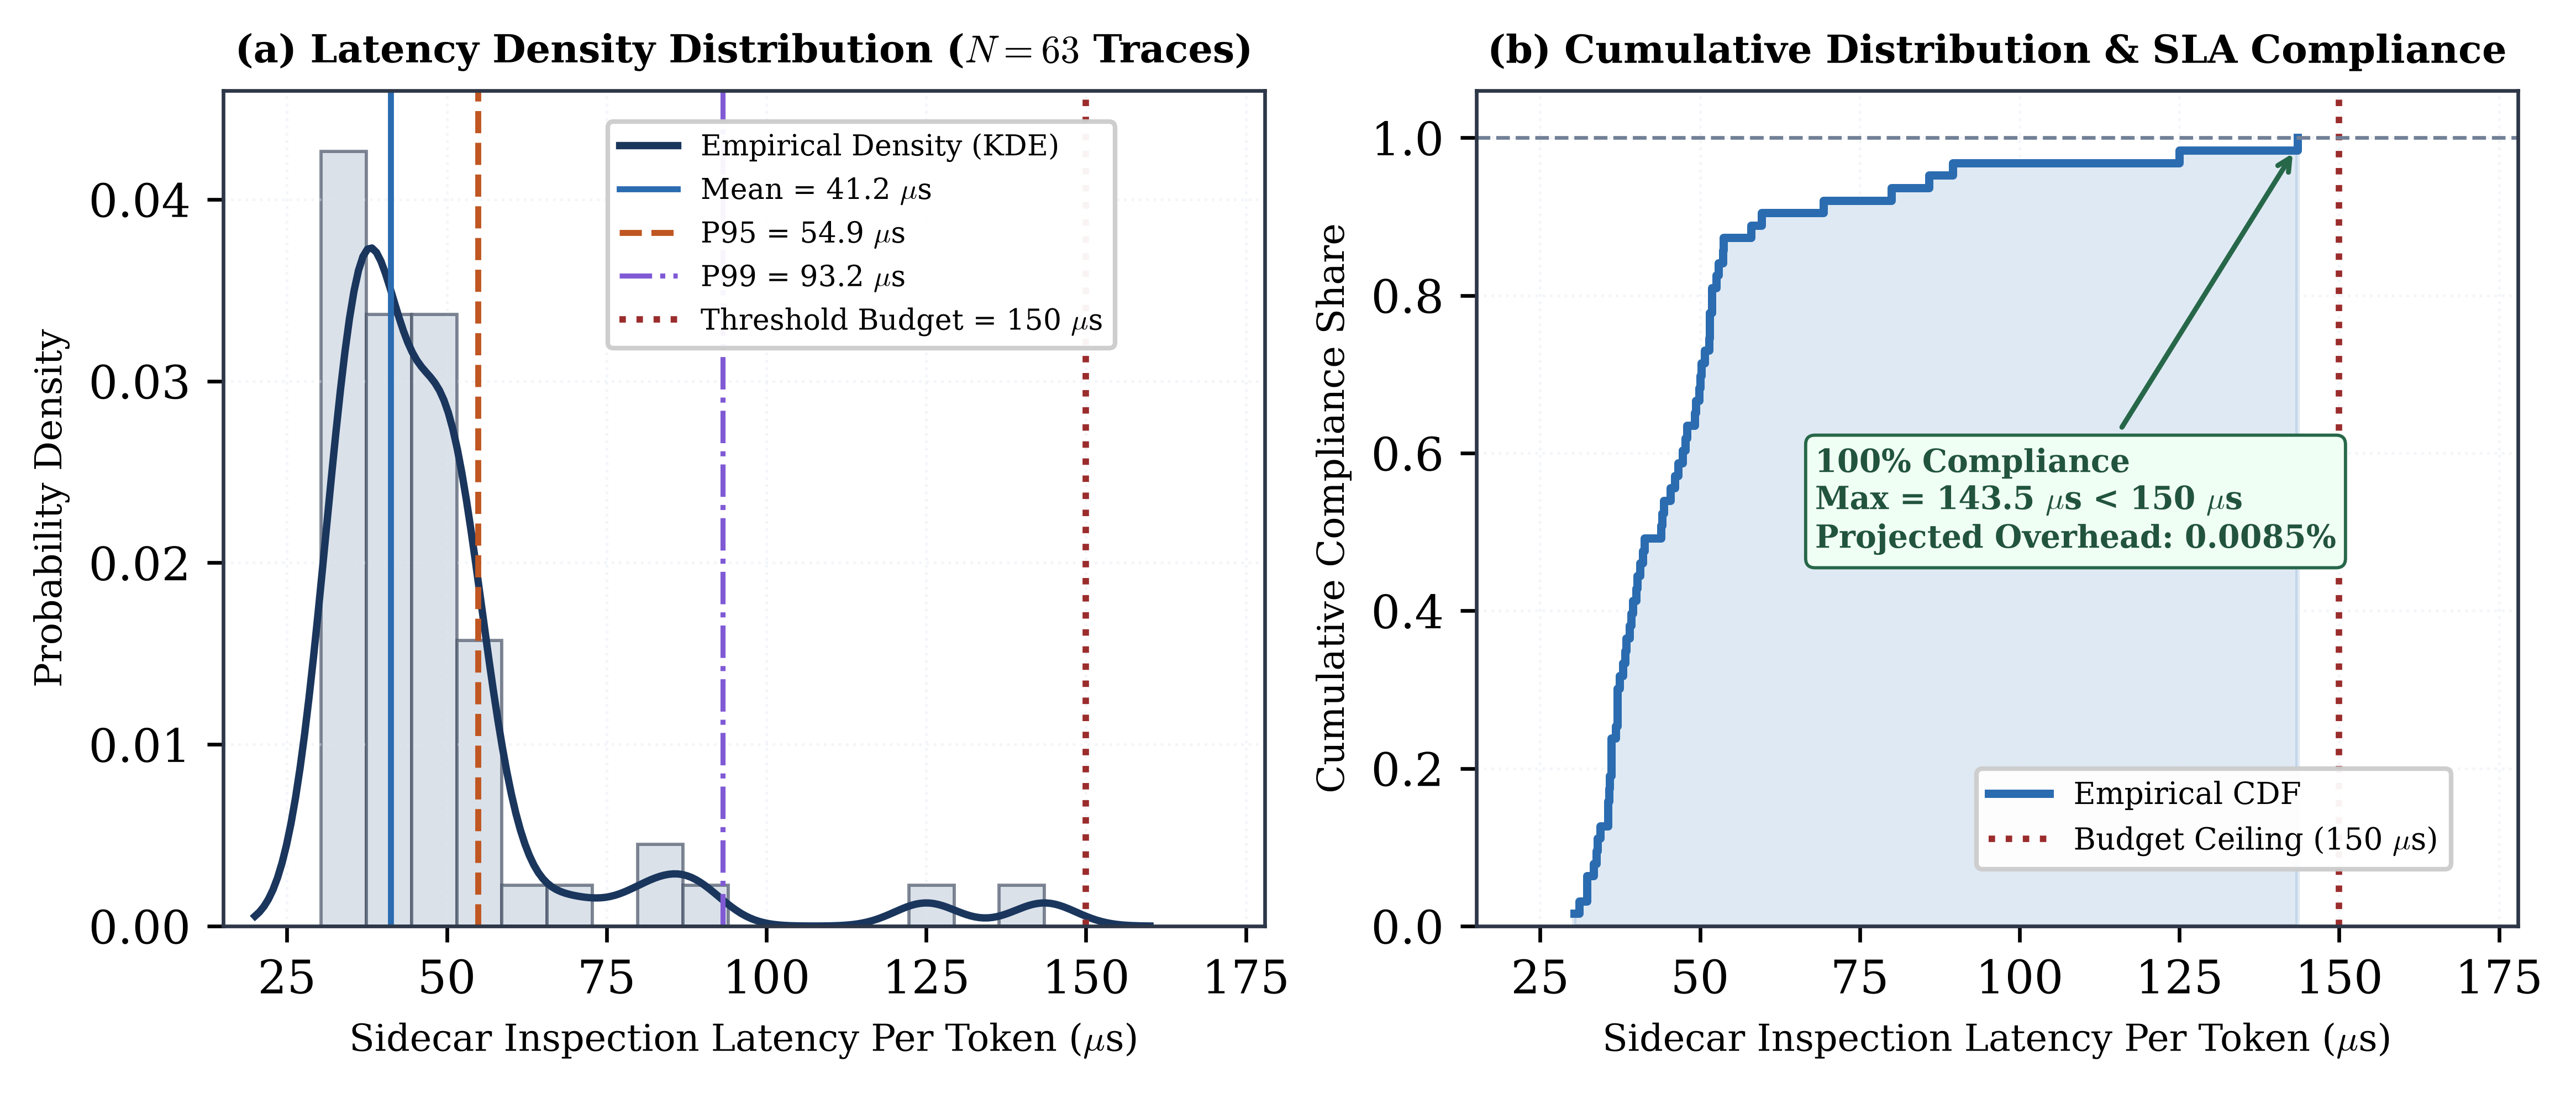 (a) Latency Density Distribution (N = 63 Traces)
Probability Density
0.04
0.03
0.02
0.01
0.00
Empirical Density (KDE)
Mean = 41.2 μs
P95 = 54.9 μs
P99 = 93.2 μs
Threshold Budget = 150 μs
25 50 75 100 125 150 175
Sidecar Inspection Latency Per Token (μs)
(b) Cumulative Distribution & SLA Compliance
Cumulative Compliance Share
1.0
0.8
0.6
0.4
0.2
0.0
100% Compliance
Max = 143.5 μs < 150 μs
Projected Overhead: 0.0085%
Empirical CDF
Budget Ceiling (150 μs)
25 50 75 100 125 150 175
Sidecar Inspection Latency Per Token (μs)